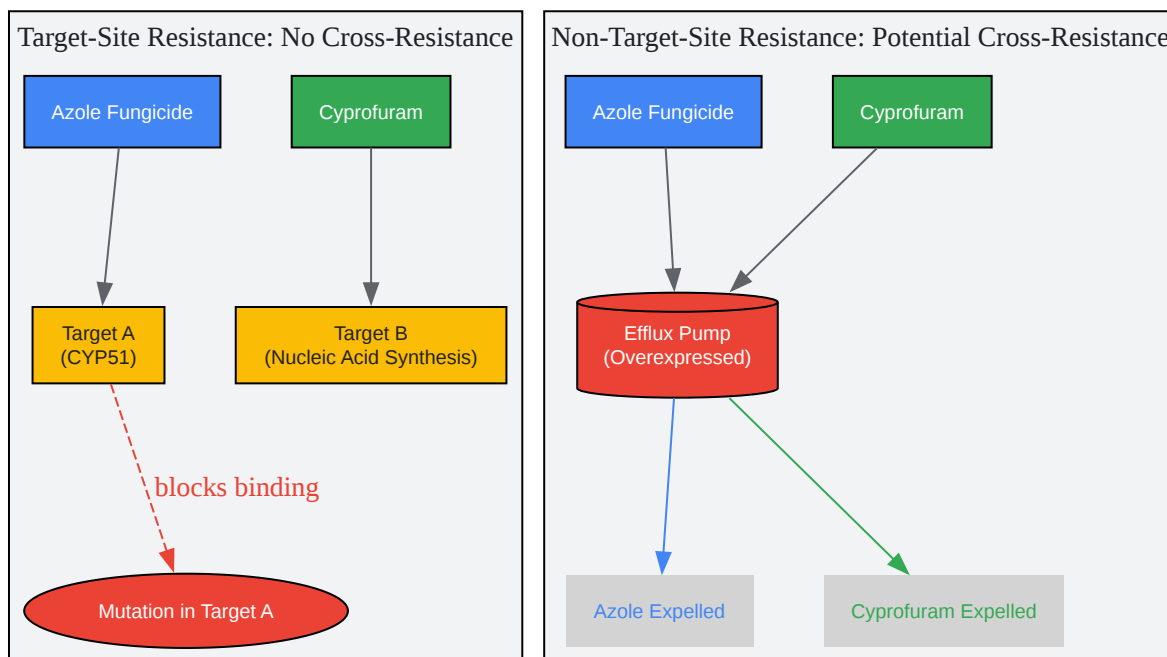 Target-Site Resistance: No Cross-Resistance
Azole Fungicide
Cyprofuram
Target A
(CYP51)
Target B
(Nucleic Acid Synthesis)
blocks binding
Mutation in Target A
Non-Target-Site Resistance: Potential Cross-Resistance
Azole Fungicide
Cyprofuram
Efflux Pump
(Overexpressed)
Azole Expelled
Cyprofuram Expelled